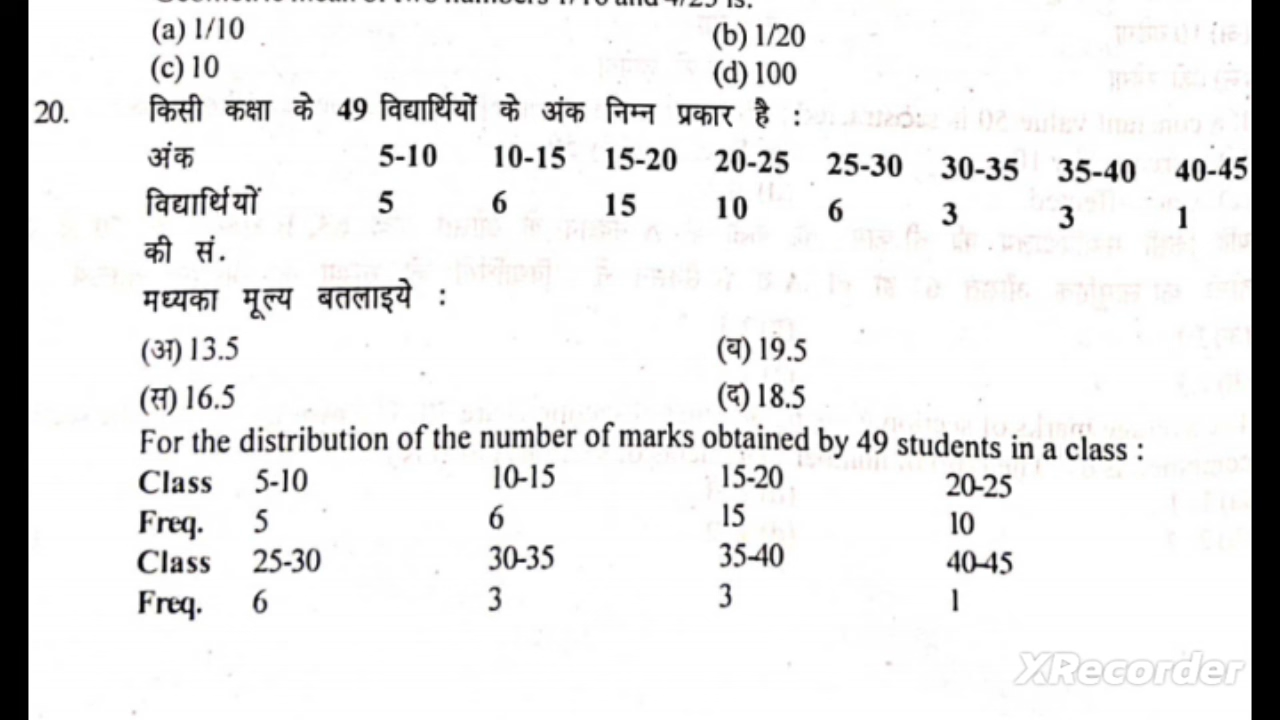 (a) 1/10 (b) 1/20
(c) 10 (d) 100
20. किसी कक्षा के 49 विद्यार्थियों के अंक निम्न प्रकार है :
अंक 5-10 10-15 15-20 20-25 25-30 30-35 35-40 40-45
विद्यार्थियों 5 6 15 10 6 3 3 1
की सं.
मध्यका मूल्य बतलाइये :
(अ) 13.5 (ब) 19.5
(स) 16.5 (द) 18.5
For the distribution of the number of marks obtained by 49 students in a class :
Class 5-10 10-15 15-20 20-25
Freq. 5 6 15 10
Class 25-30 30-35 35-40 40-45
Freq. 6 3 3 1
XRecorder